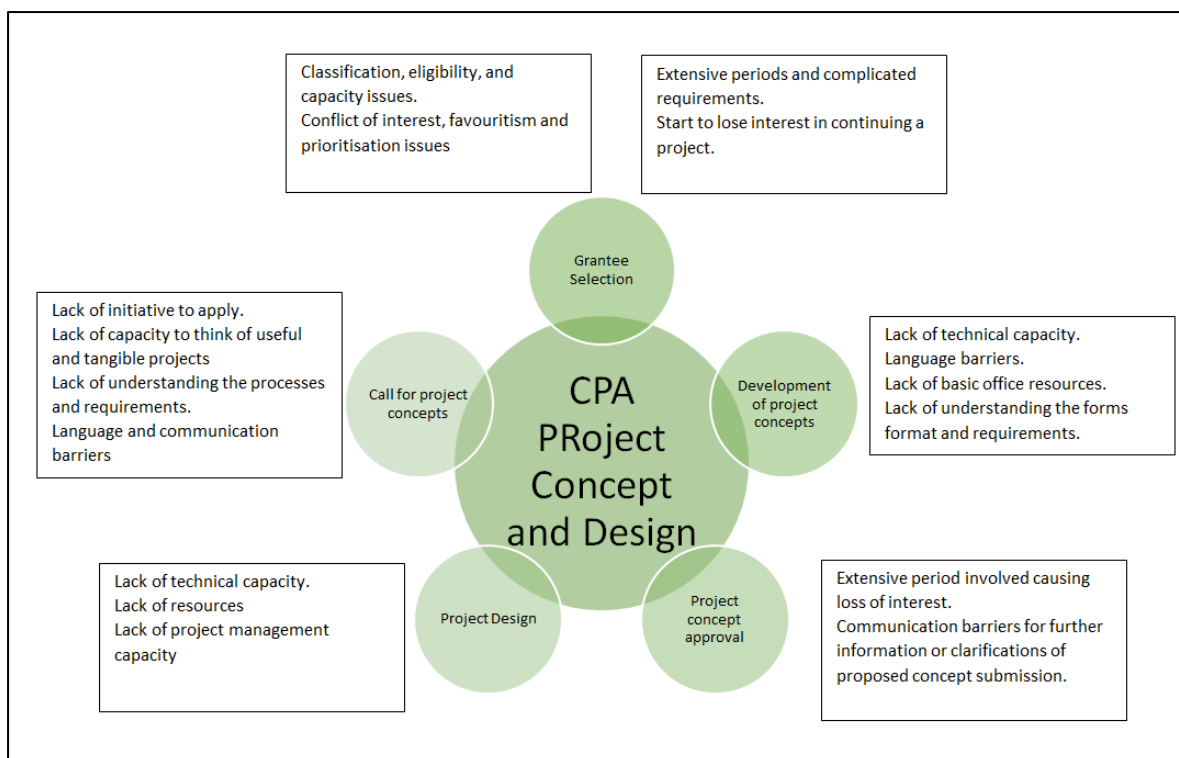 Classification, eligibility, and
capacity issues.
Conflict of interest, favouritism and
prioritisation issues
Extensive periods and complicated
requirements.
Start to lose interest in continuing a
project.
Grantee
Selection
Lack of initiative to apply.
Lack of capacity to think of useful
and tangible projects
Lack of understanding the processes
and requirements.
Language and communication
barriers
Call for project
concepts
CPA
PRoject
Concept
and Design
Development
of project
concepts
Lack of technical capacity.
Language barriers.
Lack of basic office resources.
Lack of understanding the forms
format and requirements.
Lack of technical capacity.
Lack of resources
Lack of project management
capacity
Project Design
Project
concept
approval
Extensive period involved causing
loss of interest.
Communication barriers for further
information or clarifications of
proposed concept submission.